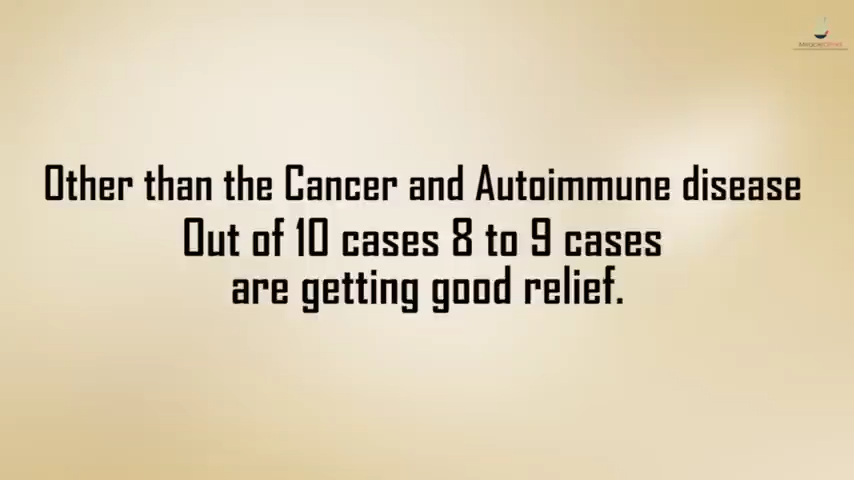 Other than the Cancer and Autoimmune disease
Out of 10 cases 8 to 9 cases
are getting good relief.